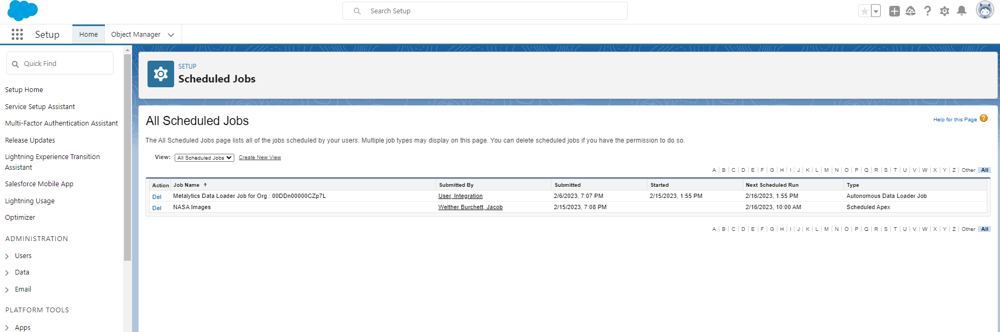 Search Setup
Setup
Home
Object Manager
Quick Find
Setup Home
Service Setup Assistant
Multi-Factor Authentication Assistant
Release Updates
Lightning Experience Transition
Assistant
Salesforce Mobile App
Lightning Usage
Optimizer
ADMINISTRATION
Users
Data
Email
PLATFORM TOOLS
Apps
SETUP
Scheduled Jobs
All Scheduled Jobs
Help for this Page ?
The All Scheduled Jobs page lists all of the jobs scheduled by your users. Multiple job types may display on this page. You can delete scheduled jobs if you have the permission to do so.
View: All Scheduled Jobs Create New View
A | B | C | D | E | F | G | H | I | J | K | L | M | N | O | P | Q | R | S | T | U | V | W | X | Y | Z | Other All
Action Job Name ↑ Submitted By Submitted Started Next Scheduled Run Type
Del Metalytics Data Loader Job for Org : 00DDn00000CZp7L User, Integration 2/6/2023, 7:07 PM 2/15/2023, 1:55 PM 2/16/2023, 1:55 PM Autonomous Data Loader Job
Del NASA Images Welther Burchett, Jacob 2/15/2023, 7:08 PM 2/16/2023, 10:00 AM Scheduled Apex
A | B | C | D | E | F | G | H | I | J | K | L | M | N | O | P | Q | R | S | T | U | V | W | X | Y | Z | Other All